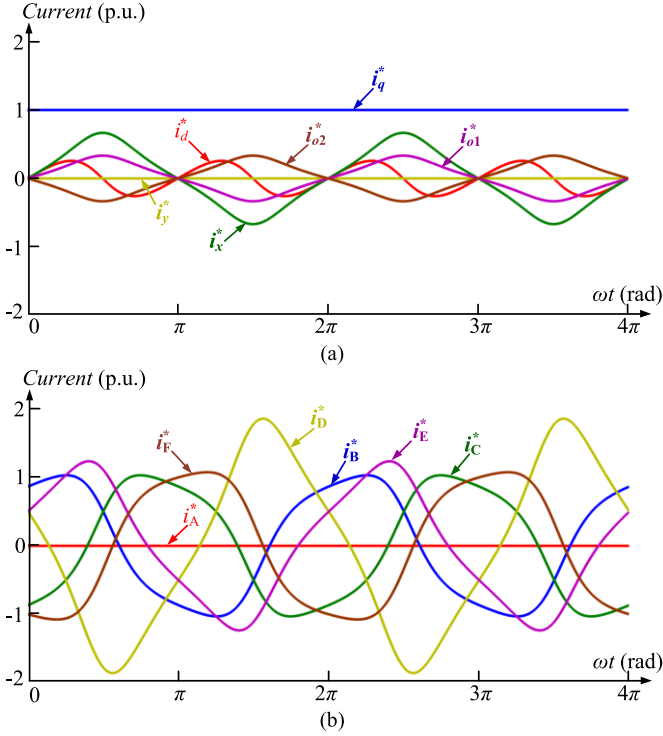 Current (p.u.)
2
1
0
-1
-2
i*q
i*d
i*o2
i*o1
i*y
i*x
ωt (rad)
0 π 2π 3π 4π
(a)
Current (p.u.)
2
1
0
-1
-2
i*F
i*D
i*B
i*E
i*C
i*A
ωt (rad)
0 π 2π 3π 4π
(b)